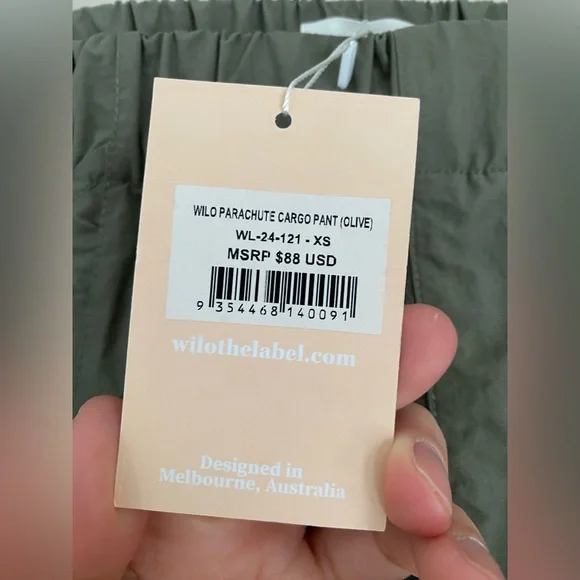 WILO PARACHUTE CARGO PANT (OLIVE)
WL-24-121 - XS
MSRP $88 USD
9 354468 140091
wilothelabel.com
Designed in
Melbourne, Australia